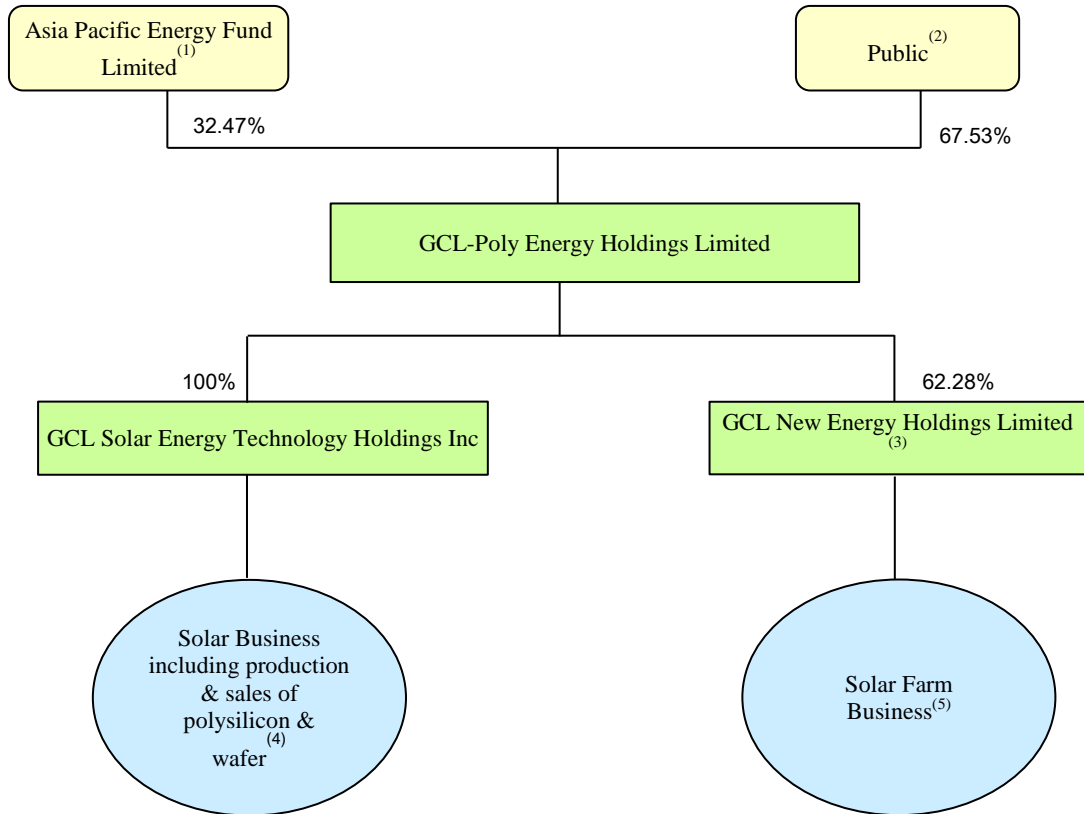 Asia Pacific Energy Fund
Limited(1)
Public(2)
32.47%
67.53%
GCL-Poly Energy Holdings Limited
100%
62.28%
GCL Solar Energy Technology Holdings Inc
GCL New Energy Holdings Limited
(3)
Solar Business
including production
& sales of
polysilicon &
wafer(4)
Solar Farm
Business(5)